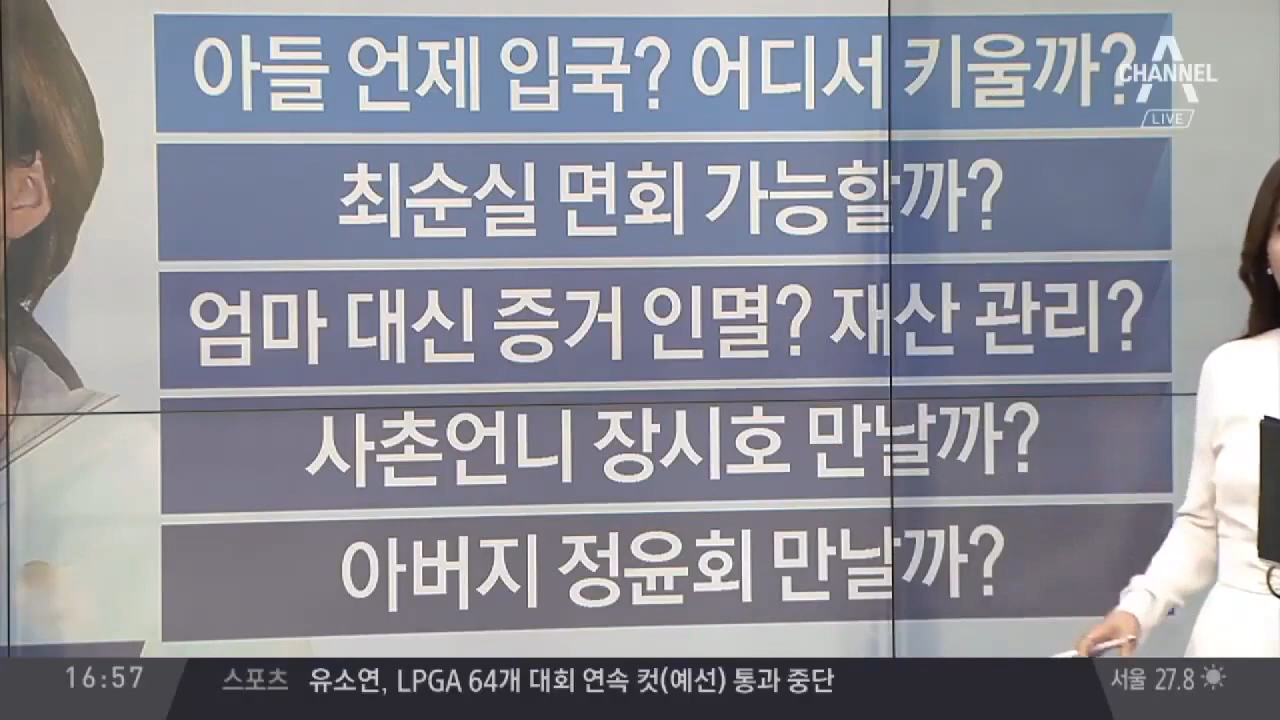 아들 언제 입국? 어디서 키울까?
CHANNEL A
LIVE
최순실 면회 가능할까?
엄마 대신 증거 인멸? 재산 관리?
사촌언니 장시호 만날까?
아버지 정윤회 만날까?
16:57 스포츠 유소연, LPGA 64개 대회 연속 컷(예선) 통과 중단 서울 27.8